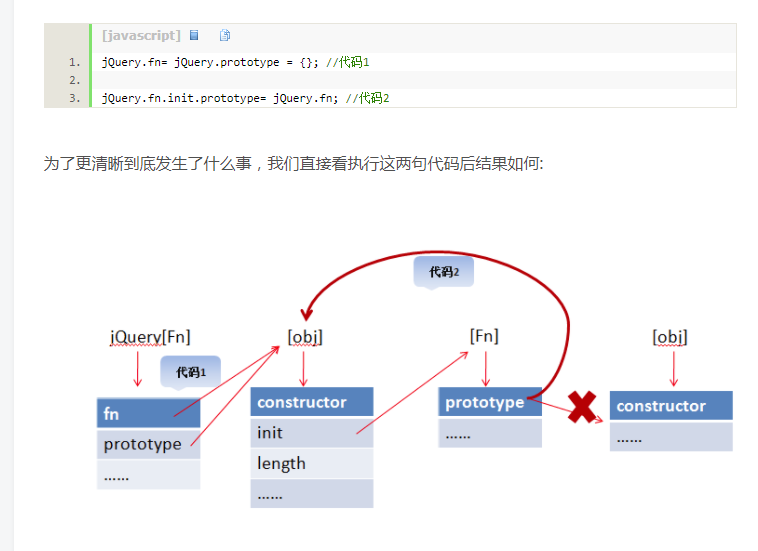 [javascript]
1. jQuery.fn= jQuery.prototype = {}; //代码1
2.
3. jQuery.fn.init.prototype= jQuery.fn; //代码2
为了更清晰到底发生了什么事，我们直接看执行这两句代码后结果如何:
代码2
jQuery[Fn]
[obj]
[Fn]
[obj]
代码1
fn
prototype
……
constructor
init
length
……
prototype
……
constructor
……